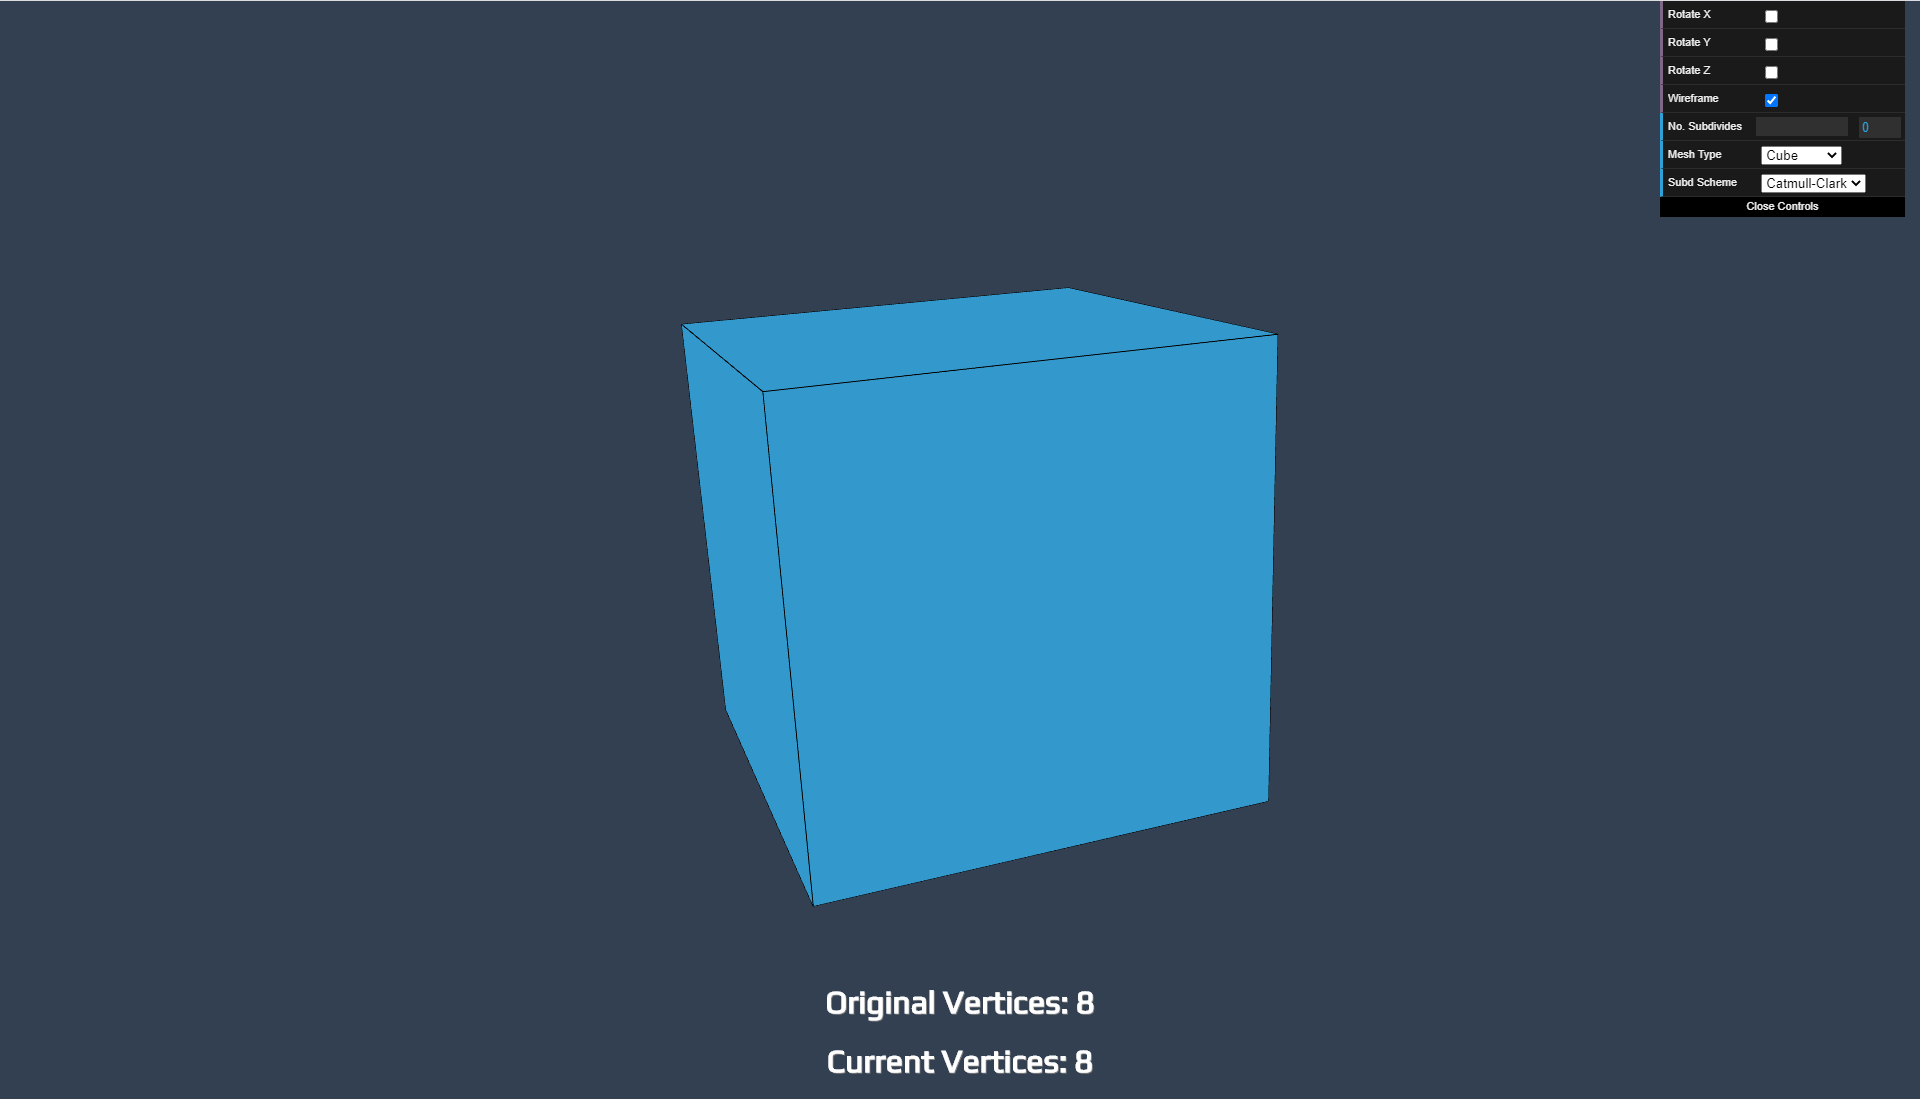 Rotate X
Rotate Y
Rotate Z
Wireframe
No. Subdivides 0
Mesh Type Cube
Subd Scheme Catmull-Clark
Close Controls
Original Vertices: 8
Current Vertices: 8